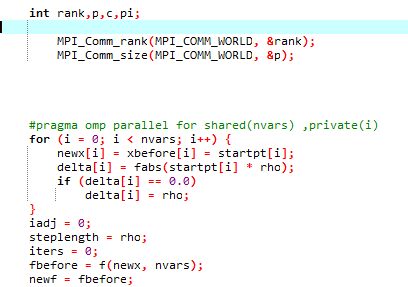 int rank,p,c,pi;
MPI_Comm_rank(MPI_COMM_WORLD, &rank);
MPI_Comm_size(MPI_COMM_WORLD, &p);
#pragma omp parallel for shared(nvars) ,private(i)
for (i = 0; i < nvars; i++) {
newx[i] = xbefore[i] = startpt[i];
delta[i] = fabs(startpt[i] * rho);
if (delta[i] == 0.0)
delta[i] = rho;
}
iadj = 0;
steplength = rho;
iters = 0;
fbefore = f(newx, nvars);
newf = fbefore;